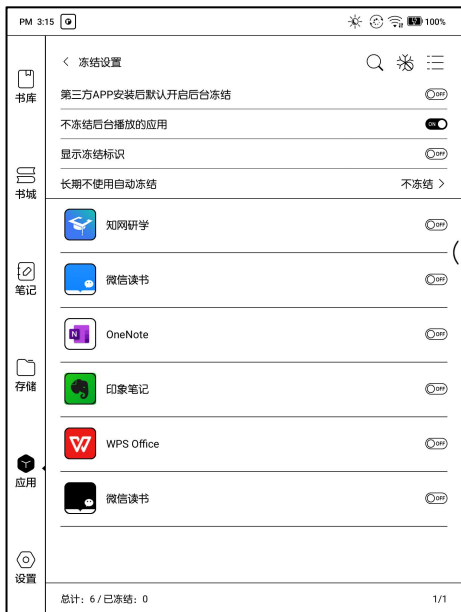 PM 3:15
100%
冻结设置
第三方APP安装后默认开启后台冻结 OFF
不冻结后台播放的应用 ON
显示冻结标识 OFF
长期不使用自动冻结 不冻结 >
书库
书城
笔记
存储
应用
设置
知网研学 OFF
微信读书 OFF
N OneNote OFF
印象笔记 OFF
W WPS Office OFF
微信读书 OFF
总计: 6 / 已冻结: 0 1/1